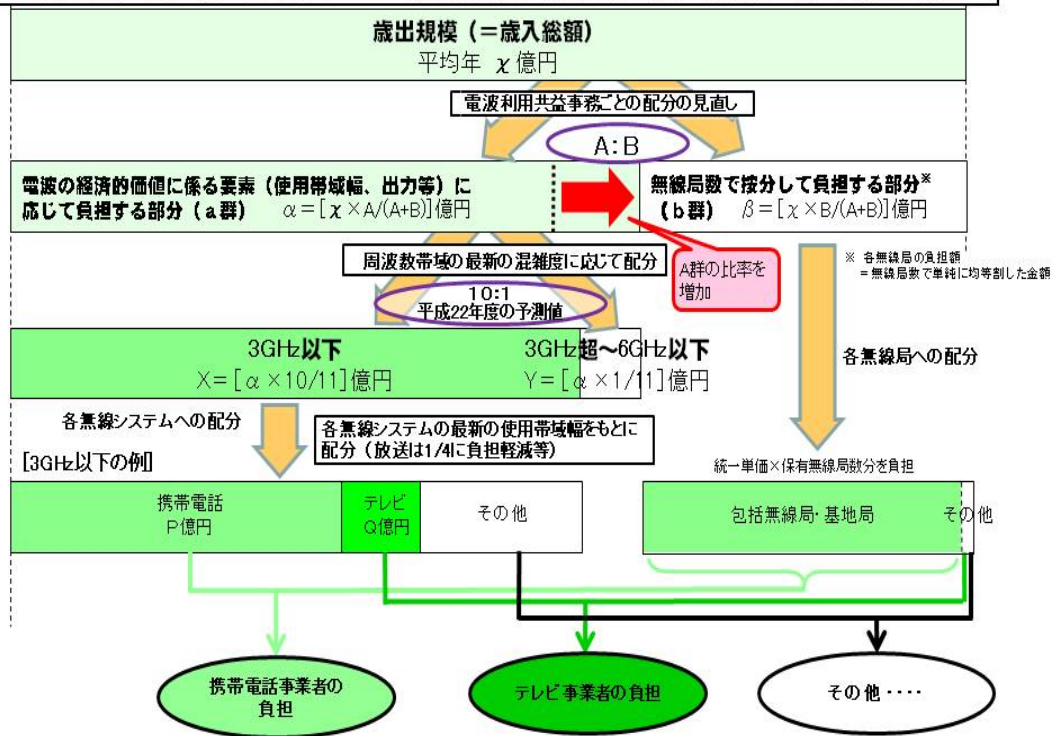 歳出規模（＝歳入総額）
平均年 χ億円
電波利用共益事務ごとの配分の見直し
A:B
電波の経済的価値に係る要素（使用帯域幅、出力等）に
応じて負担する部分（a群） α＝[χ×A/(A+B)]億円
無線局数で按分して負担する部分※
（b群） β＝[χ×B/(A+B)]億円
周波数帯域の最新の混雑度に応じて配分
A群の比率を
増加
※ 各無線局の負担額
＝無線局数で単純に均等割した金額
10:1
平成22年度の予測値
3GHz以下
X＝[α×10/11]億円
3GHz超～6GHz以下
Y＝[α×1/11]億円
各無線局への配分
各無線システムへの配分
各無線システムの最新の使用帯域幅をもとに
配分（放送は1/4に負担軽減等）
[3GHz以下の例]
統一単価×保有無線局数分を負担
携帯電話
P億円
テレビ
Q億円
その他
包括無線局・基地局
その他
携帯電話事業者の
負担
テレビ事業者の負担
その他・・・・